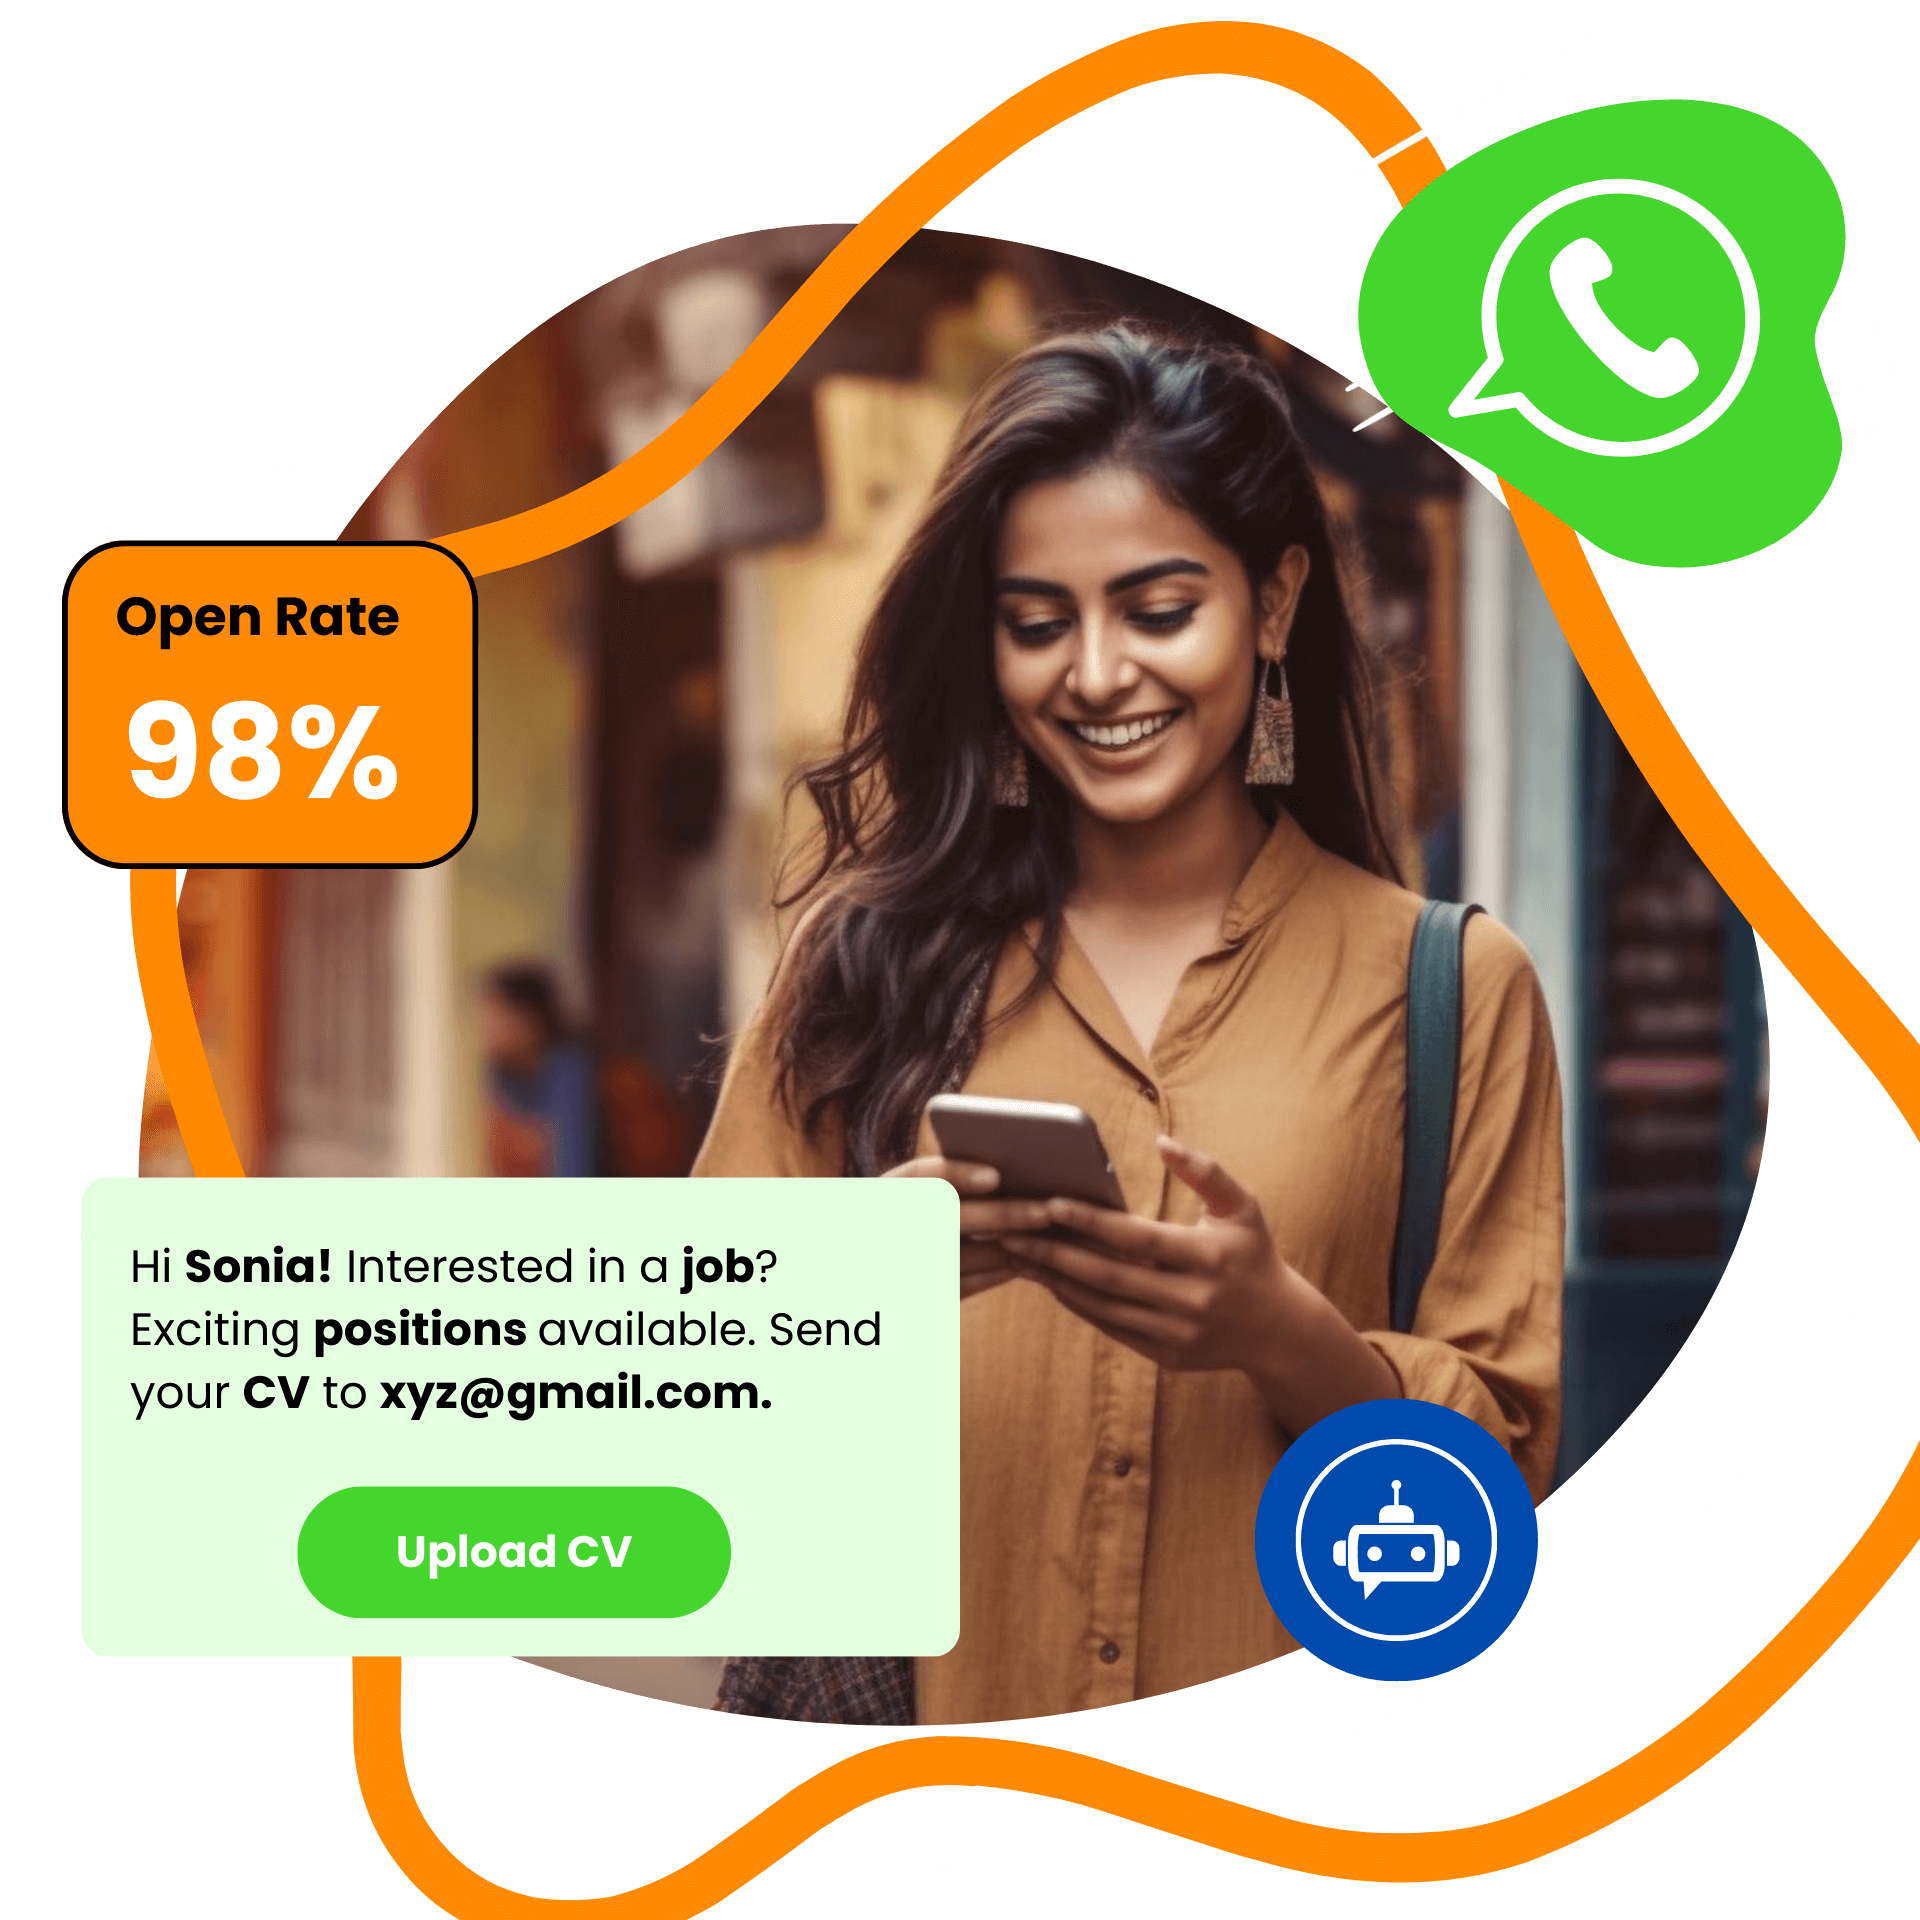 Open Rate
98%
Hi Sonia! Interested in a job?
Exciting positions available. Send
your CV to xyz@gmail.com.
Upload CV